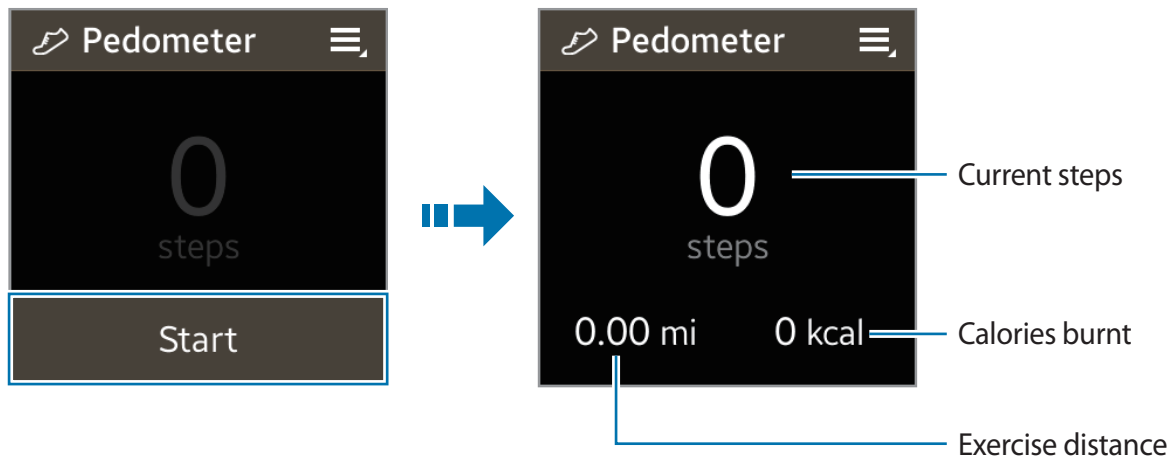 Pedometer
0
steps
Start
Pedometer
0
steps
0.00 mi 0 kcal
Current steps
Calories burnt
Exercise distance